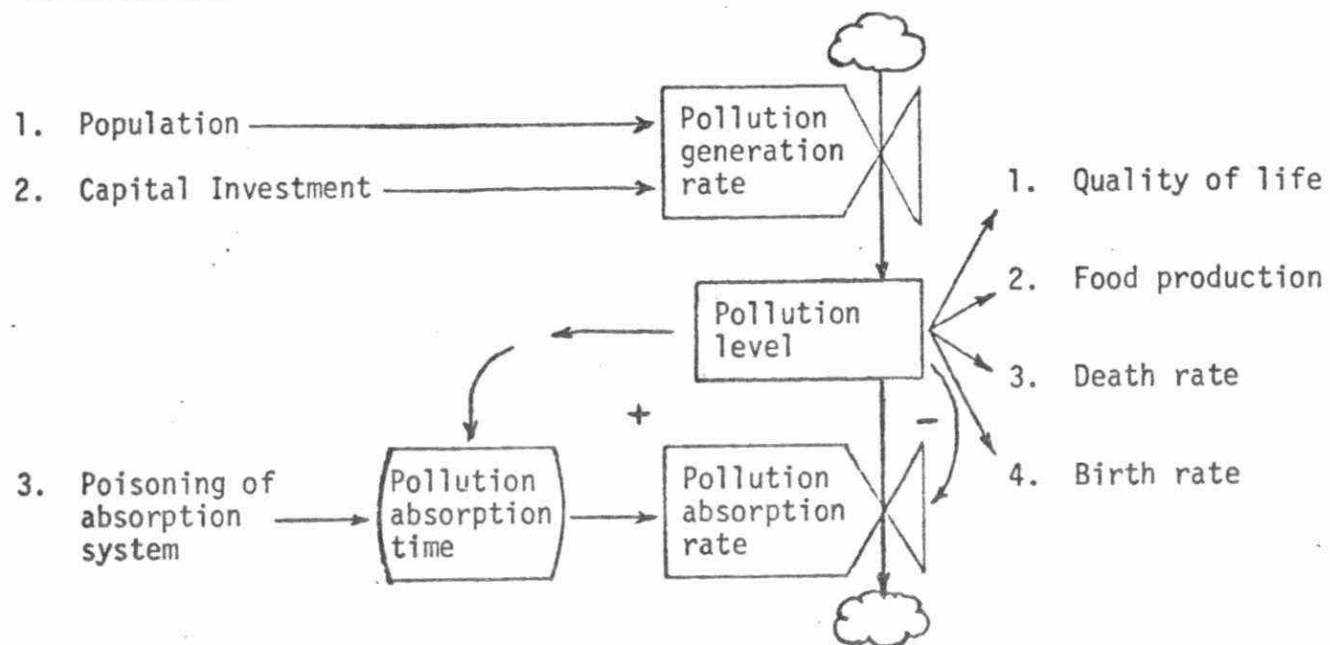 1. Population
2. Capital Investment
Pollution
generation
rate
1. Quality of life
2. Food production
3. Death rate
4. Birth rate
Pollution
level
+
-
3. Poisoning of
absorption
system
Pollution
absorption
time
Pollution
absorption
rate